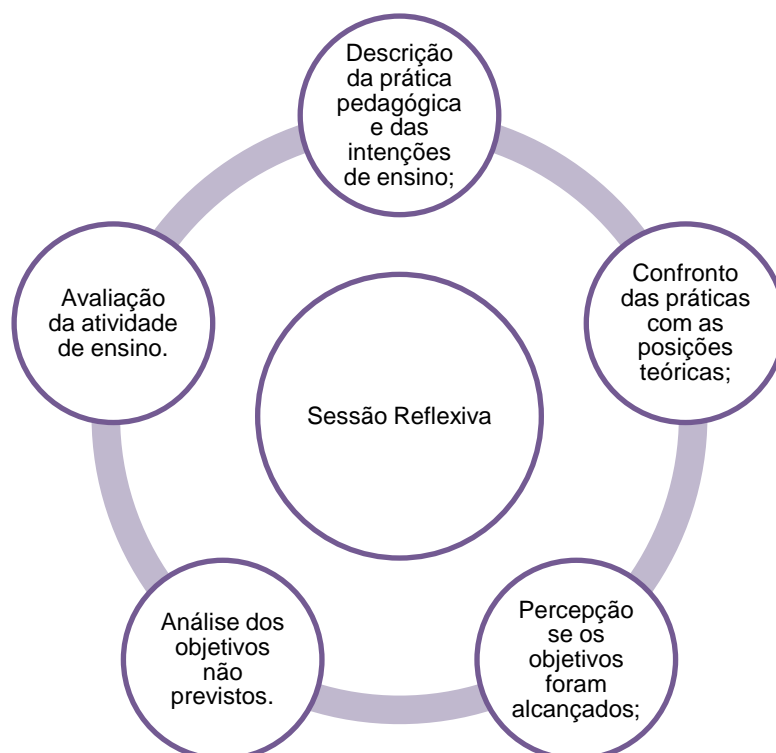 Descrição
da prática
pedagógica
e das
intenções
de ensino;
Confronto
das práticas
com as
posições
teóricas;
Percepção
se os
objetivos
foram
alcançados;
Análise dos
objetivos
não
previstos.
Avaliação
da atividade
de ensino.
Sessão Reflexiva